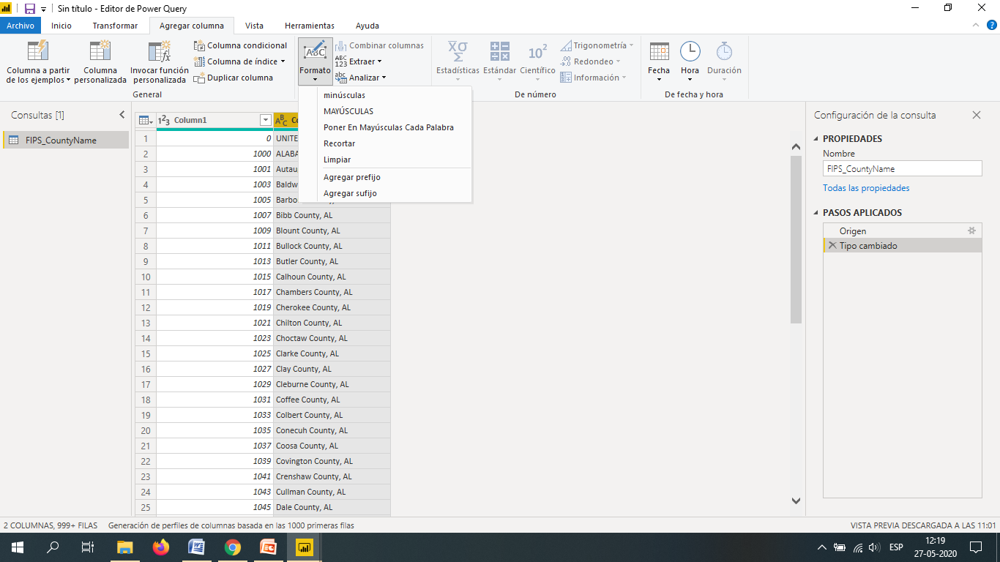 Sin título - Editor de Power Query
Archivo Inicio Transformar Agregar columna Vista Herramientas Ayuda
Columna a partir de los ejemplos
Columna personalizada
Invocar función personalizada
Columna condicional
Columna de índice
Duplicar columna
General
ABC
Formato
Combinar columnas
ABC 123 Extraer
abc Analizar
Estadísticas
Estándar
10² Científico
Trigonometría
.00 Redondeo
Información
De número
Fecha
Hora
Duración
De fecha y hora
minúsculas
MAYÚSCULAS
Poner En Mayúsculas Cada Palabra
Recortar
Limpiar
Agregar prefijo
Agregar sufijo
Consultas [1]
FIPS_CountyName
1 2 3 Column1 A B C Co
1 0 UNITE
2 1000 ALABA
3 1001 Autau
4 1003 Baldw
5 1005 Barbo
6 1007 Bibb County, AL
7 1009 Blount County, AL
8 1011 Bullock County, AL
9 1013 Butler County, AL
10 1015 Calhoun County, AL
11 1017 Chambers County, AL
12 1019 Cherokee County, AL
13 1021 Chilton County, AL
14 1023 Choctaw County, AL
15 1025 Clarke County, AL
16 1027 Clay County, AL
17 1029 Cleburne County, AL
18 1031 Coffee County, AL
19 1033 Colbert County, AL
20 1035 Conecuh County, AL
21 1037 Coosa County, AL
22 1039 Covington County, AL
23 1041 Crenshaw County, AL
24 1043 Cullman County, AL
25 1045 Dale County, AL
Configuración de la consulta
PROPIEDADES
Nombre
FIPS_CountyName
Todas las propiedades
PASOS APLICADOS
Origen
Tipo cambiado
2 COLUMNAS, 999+ FILAS Generación de perfiles de columnas basada en las 1000 primeras filas
VISTA PREVIA DESCARGADA A LAS 11:01
ESP
12:19
27-05-2020